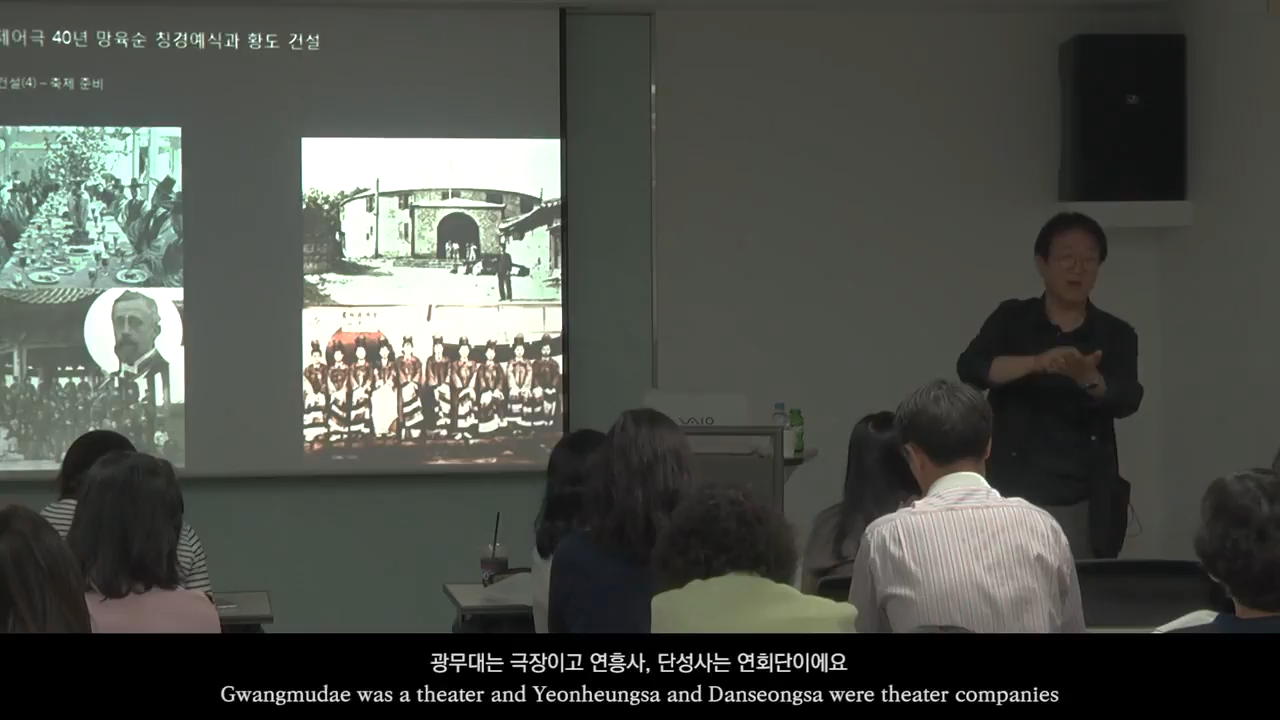 제어극 40년 망육순 칭경예식과 황도 건설
건설(4) – 축제 준비
VAIO
광무대는 극장이고 연흥사, 단성사는 연회단이에요
Gwangmudae was a theater and Yeonheungsa and Danseongsa were theater companies